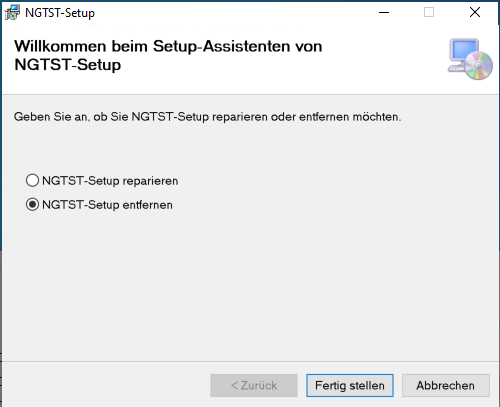 NGTST-Setup
Willkommen beim Setup-Assistenten von
NGTST-Setup
Geben Sie an, ob Sie NGTST-Setup reparieren oder entfernen möchten.
NGTST-Setup reparieren
NGTST-Setup entfernen
< Zurück Fertig stellen Abbrechen